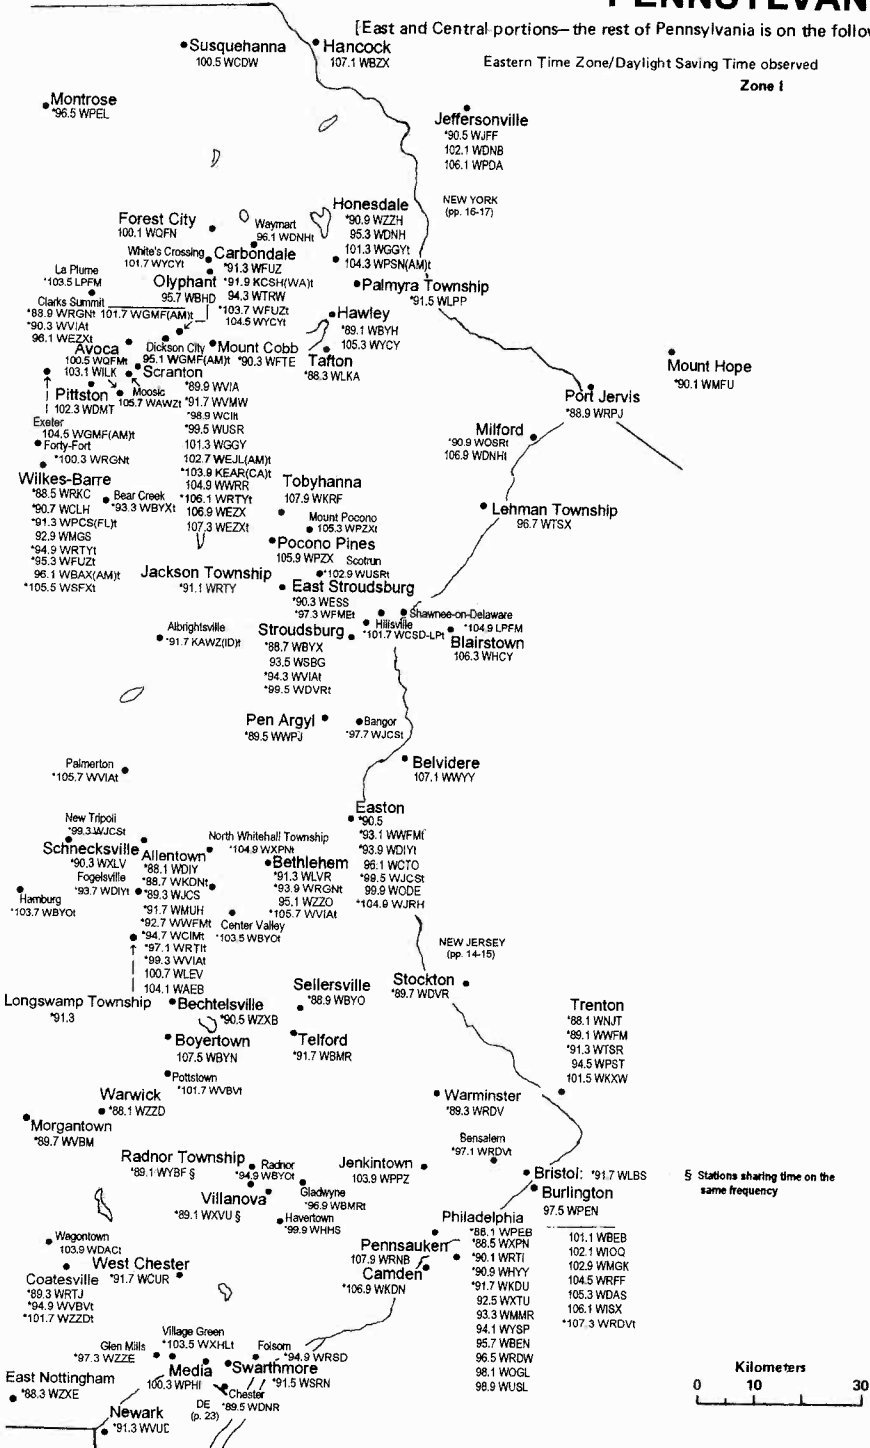 PENNSYLVAN
[East and Central portions—the rest of Pennsylvania is on the follow
Eastern Time Zone/Daylight Saving Time observed
Zone I
Susquehanna
100.5 WCDW
Hancock
107.1 WBZX
Montrose
*96.5 WPEL
Jeffersonville
*90.5 WJFF
102.1 WDNB
106.1 WPDA
NEW YORK
(pp. 16-17)
Forest City
100.1 WQFN
Waymart
96.1 WDNHt
Honesdale
*90.9 WZZH
95.3 WDNH
101.3 WGGYt
104.3 WPSN(AM)t
White's Crossing
101.7 WYCYt
Carbondale
*91.3 WFUZ
*91.9 KCSH(WA)t
94.3 WTRW
*103.7 WFUZt
104.5 WYCYt
La Plume
*103.5 LPFM
Olyphant
95.7 WBHD
Palmyra Township
*91.5 WLPP
Clarks Summit
*88.9 WRGNt
*90.3 WVIAt
96.1 WEZXt
101.7 WGMF(AM)t
Hawley
*89.1 WBYH
105.3 WYCY
Avoca
100.5 WQFMt
103.1 WILK
Dickson City
95.1 WGMF(AM)t
Mount Cobb
*90.3 WFTE
Tafton
*88.3 WLKA
Mount Hope
*90.1 WMFU
Scranton
*89.9 WVIA
*91.7 WVMW
*98.9 WCIt
*99.5 WUSR
101.3 WGGY
102.7 WEJL(AM)t
*103.9 KEAR(CA)t
104.9 WWRR
*106.1 WRTYt
106.9 WEZX
107.3 WEZXt
Pittston
102.3 WDMT
Moosic
105.7 WAWZt
Port Jervis
*88.9 WRPJ
Exeter
104.5 WGMF(AM)t
Forty-Fort
*100.3 WRGNt
Milford
*90.9 WOSRt
106.9 WDNHt
Wilkes-Barre
*88.5 WRKC
*90.7 WCLH
*91.3 WPCS(FL)t
92.9 WMGS
*94.9 WRTYt
*95.3 WFUZt
96.1 WBAX(AM)t
*105.5 WSFXt
Bear Creek
*93.3 WBYXt
Tobyhanna
107.9 WKRF
Mount Pocono
105.3 WPZXt
Lehman Township
96.7 WTSX
Pocono Pines
105.9 WPZX
Scotrun
*102.9 WUSRt
Jackson Township
*91.1 WRTY
East Stroudsburg
*90.3 WESS
*97.3 WFMEt
Shawnee-on-Delaware
*104.9 LPFM
Hillsville
*101.7 WCSD-LPt
Albrightsville
*91.7 KAWZ(ID)t
Stroudsburg
*88.7 WBYX
93.5 WSBG
*94.3 WVIAt
*99.5 WDVRt
Blairstown
106.3 WHCY
Pen Argyl
*89.5 WWPJ
Bangor
*97.7 WJCSt
Palmerton
*105.7 WVIAt
Belvidere
107.1 WWYY
Easton
*90.5
*93.1 WWFMt
*93.9 WDIYt
96.1 WCTO
*99.5 WJCSt
99.9 WODE
*104.9 WJRH
New Tripoli
*99.3 WJCSt
Schnecksville
*90.3 WXLV
Fogelsville
*93.7 WDIYt
Allentown
*88.1 WDIY
*88.7 WKDNt
*89.3 WJCS
*91.7 WMUH
*92.7 WWFMt
*94.7 WCIMt
*97.1 WRTIt
*99.3 WVIAt
100.7 WLEV
104.1 WAEB
North Whitehall Township
*104.9 WXPNt
Bethlehem
*91.3 WLVR
*93.9 WRGNt
95.1 WZZO
*105.7 WVIAt
Hamburg
*103.7 WBYOt
Center Valley
*103.5 WBYOt
NEW JERSEY
(pp. 14-15)
Longswamp Township
*91.3
Bechtelsville
*90.5 WZXB
Sellersville
*88.9 WBYO
Stockton
*89.7 WDVR
Trenton
*88.1 WNJT
*89.1 WWFM
*91.3 WTSR
94.5 WPST
101.5 WKXW
Boyertown
107.5 WBYN
Telford
*91.7 WBMR
Pottstown
*101.7 WVBVt
Warwick
*88.1 WZZD
Warminster
*89.3 WRDV
Morgantown
*89.7 WVBM
Bensalem
*97.1 WRDVt
Radnor Township
*89.1 WYBF §
Radnor
*94.9 WBYOt
Jenkintown
103.9 WPPZ
Bristol: *91.7 WLBS
§ Stations sharing time on the
same frequency
Villanova
*89.1 WXVU §
Gladwyne
*96.9 WBMRt
Burlington
97.5 WPEN
Havertown
*99.9 WHHS
Philadelphia
*88.1 WPEB
*88.5 WXPN
*90.1 WRTI
*90.9 WHYY
*91.7 WKDU
92.5 WXTU
93.3 WMMR
94.1 WYSP
95.7 WBEN
96.5 WRDW
98.1 WOGL
98.9 WUSL
101.1 WBEB
102.1 WIOQ
102.9 WMGK
104.5 WRFF
105.3 WDAS
106.1 WISX
*107.3 WRDVt
Wagontown
103.9 WDACt
Pennsauken
107.9 WRNB
Camden
*106.9 WKDN
West Chester
*91.7 WCUR
Coatesville
*89.3 WRTJ
*94.9 WVBVt
*101.7 WZZDt
Village Green
*103.5 WXHLt
Glen Mills
*97.3 WZZE
Folsom
*94.9 WRSD
Media
100.3 WPHI
Swarthmore
*91.5 WSRN
East Nottingham
*88.3 WZXE
Chester
*89.5 WDNR
DE
(p. 23)
Newark
*91.3 WVUD
Kilometers
0 10 30